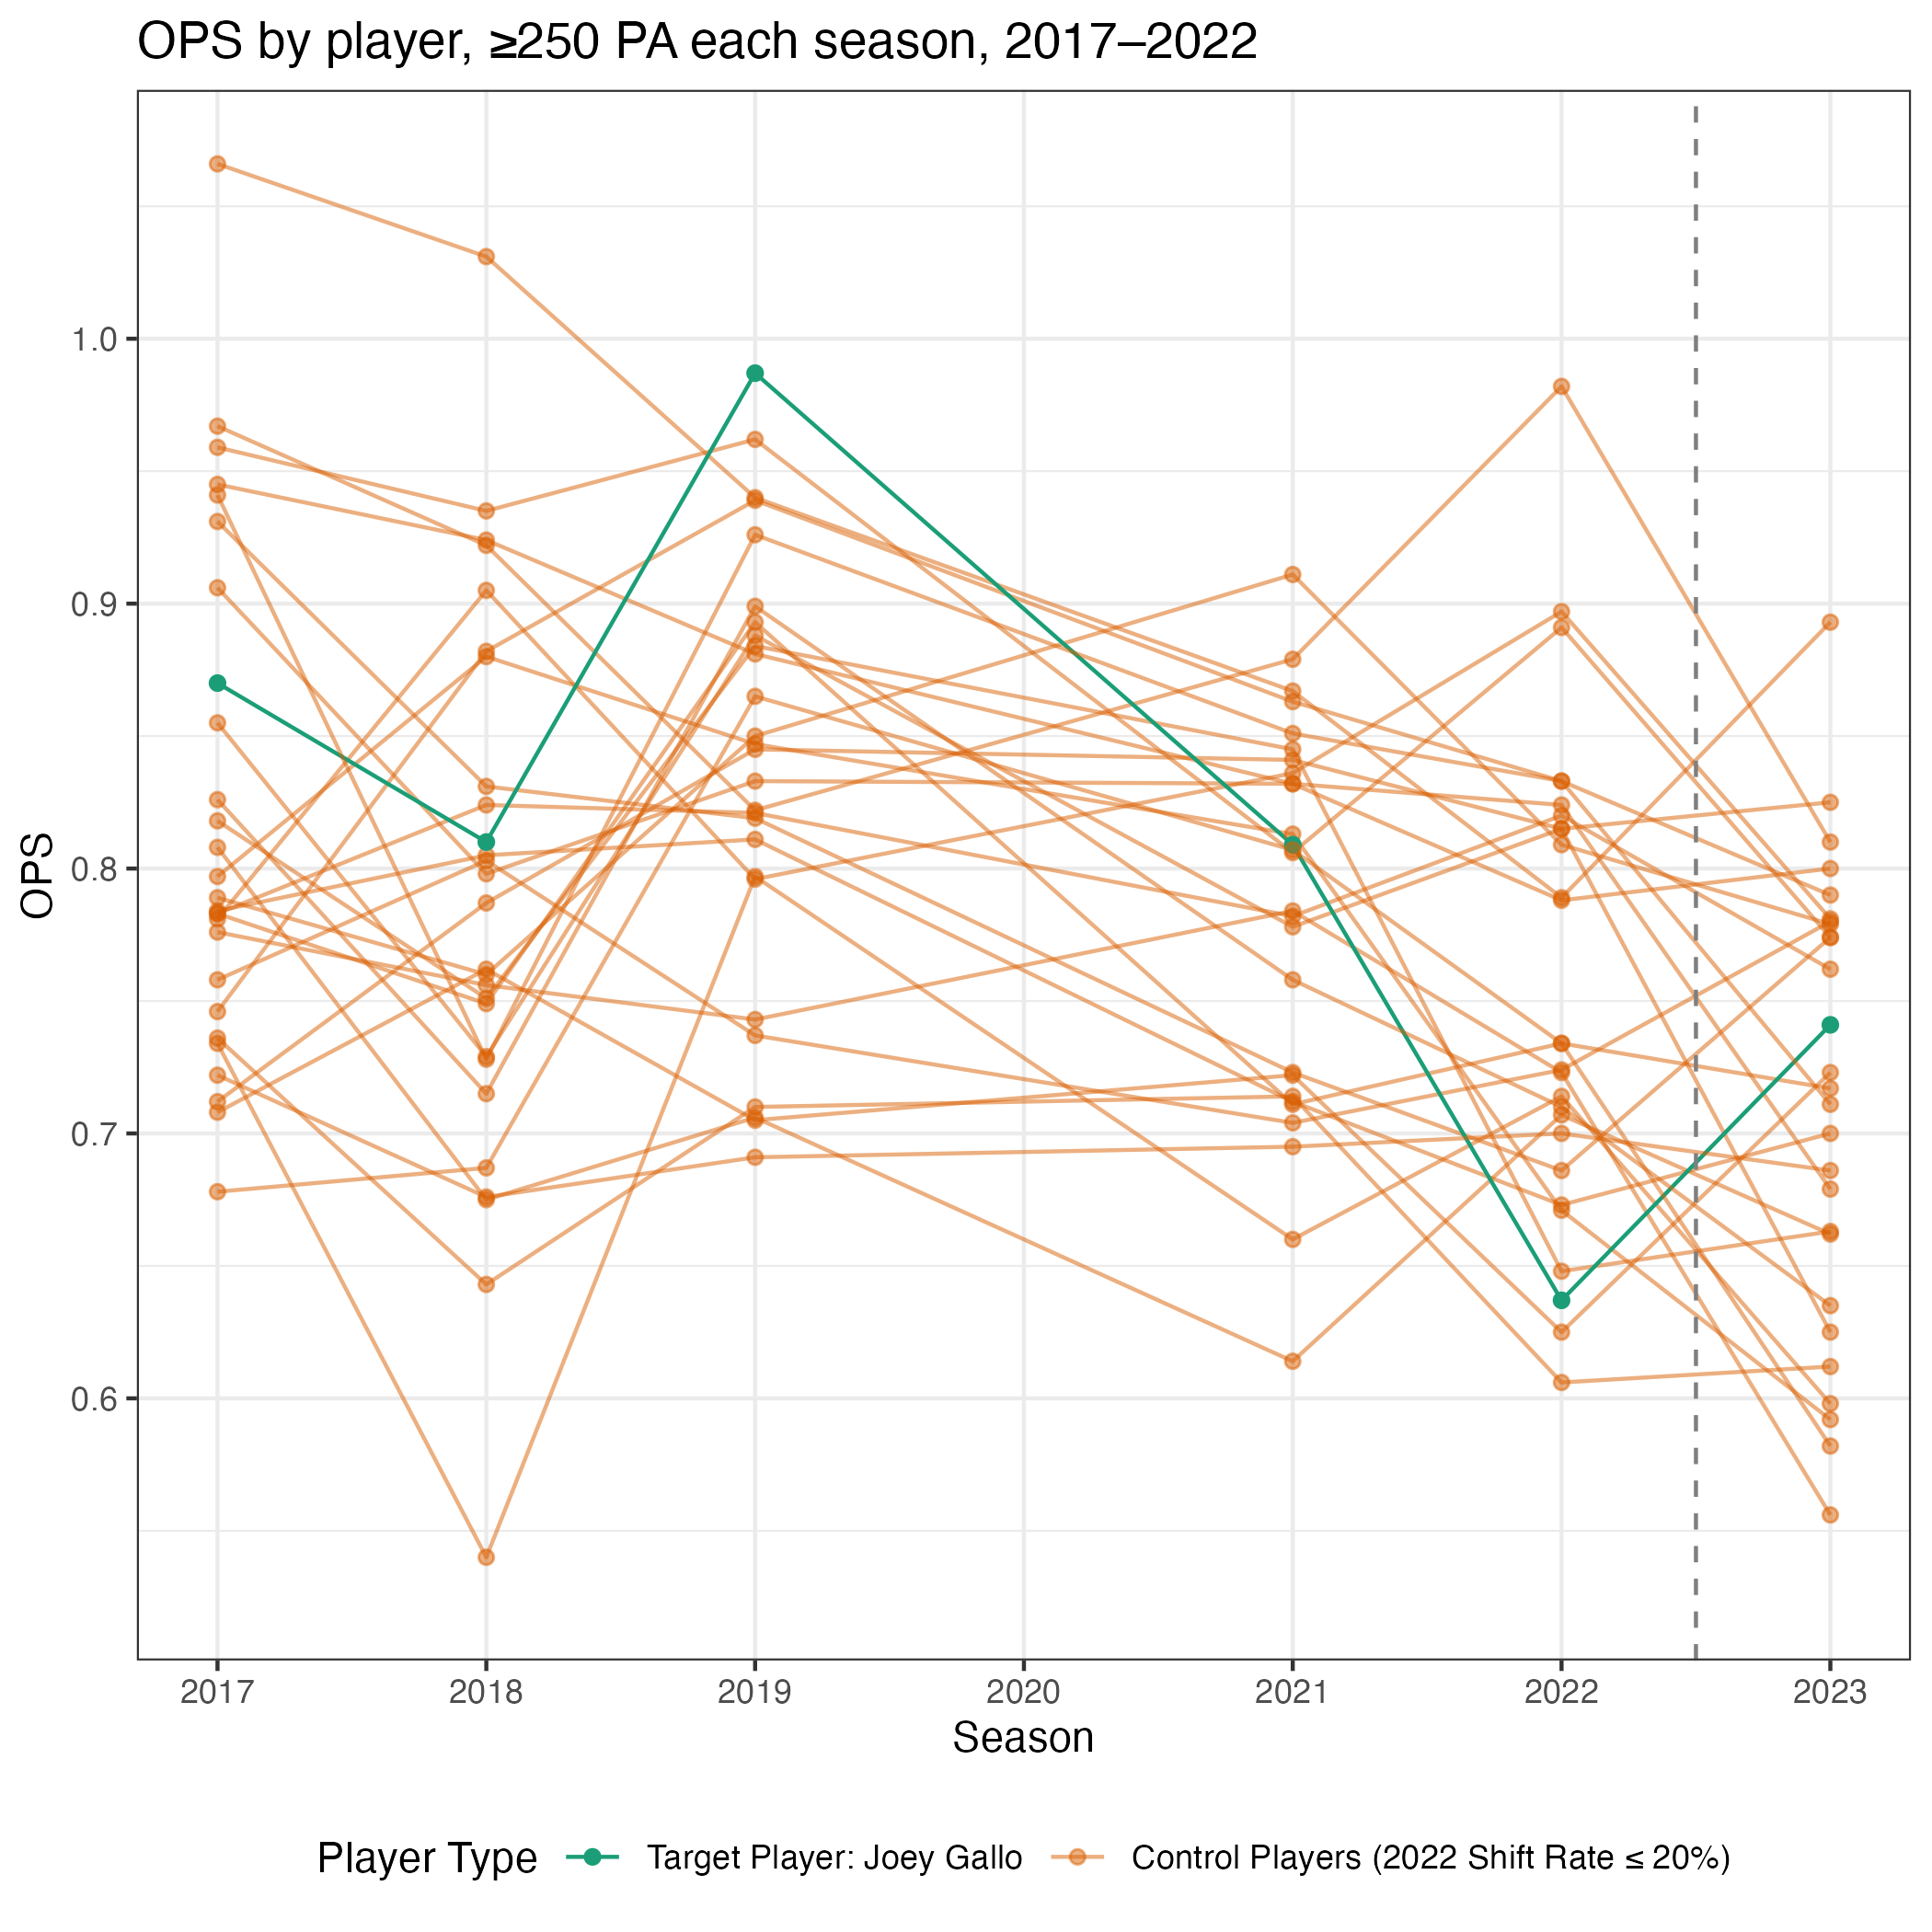 OPS by player, ≥250 PA each season, 2017–2022
OPS
1.0
0.9
0.8
0.7
0.6
2017 2018 2019 2020 2021 2022 2023
Season
Player Type Target Player: Joey Gallo Control Players (2022 Shift Rate ≤ 20%)